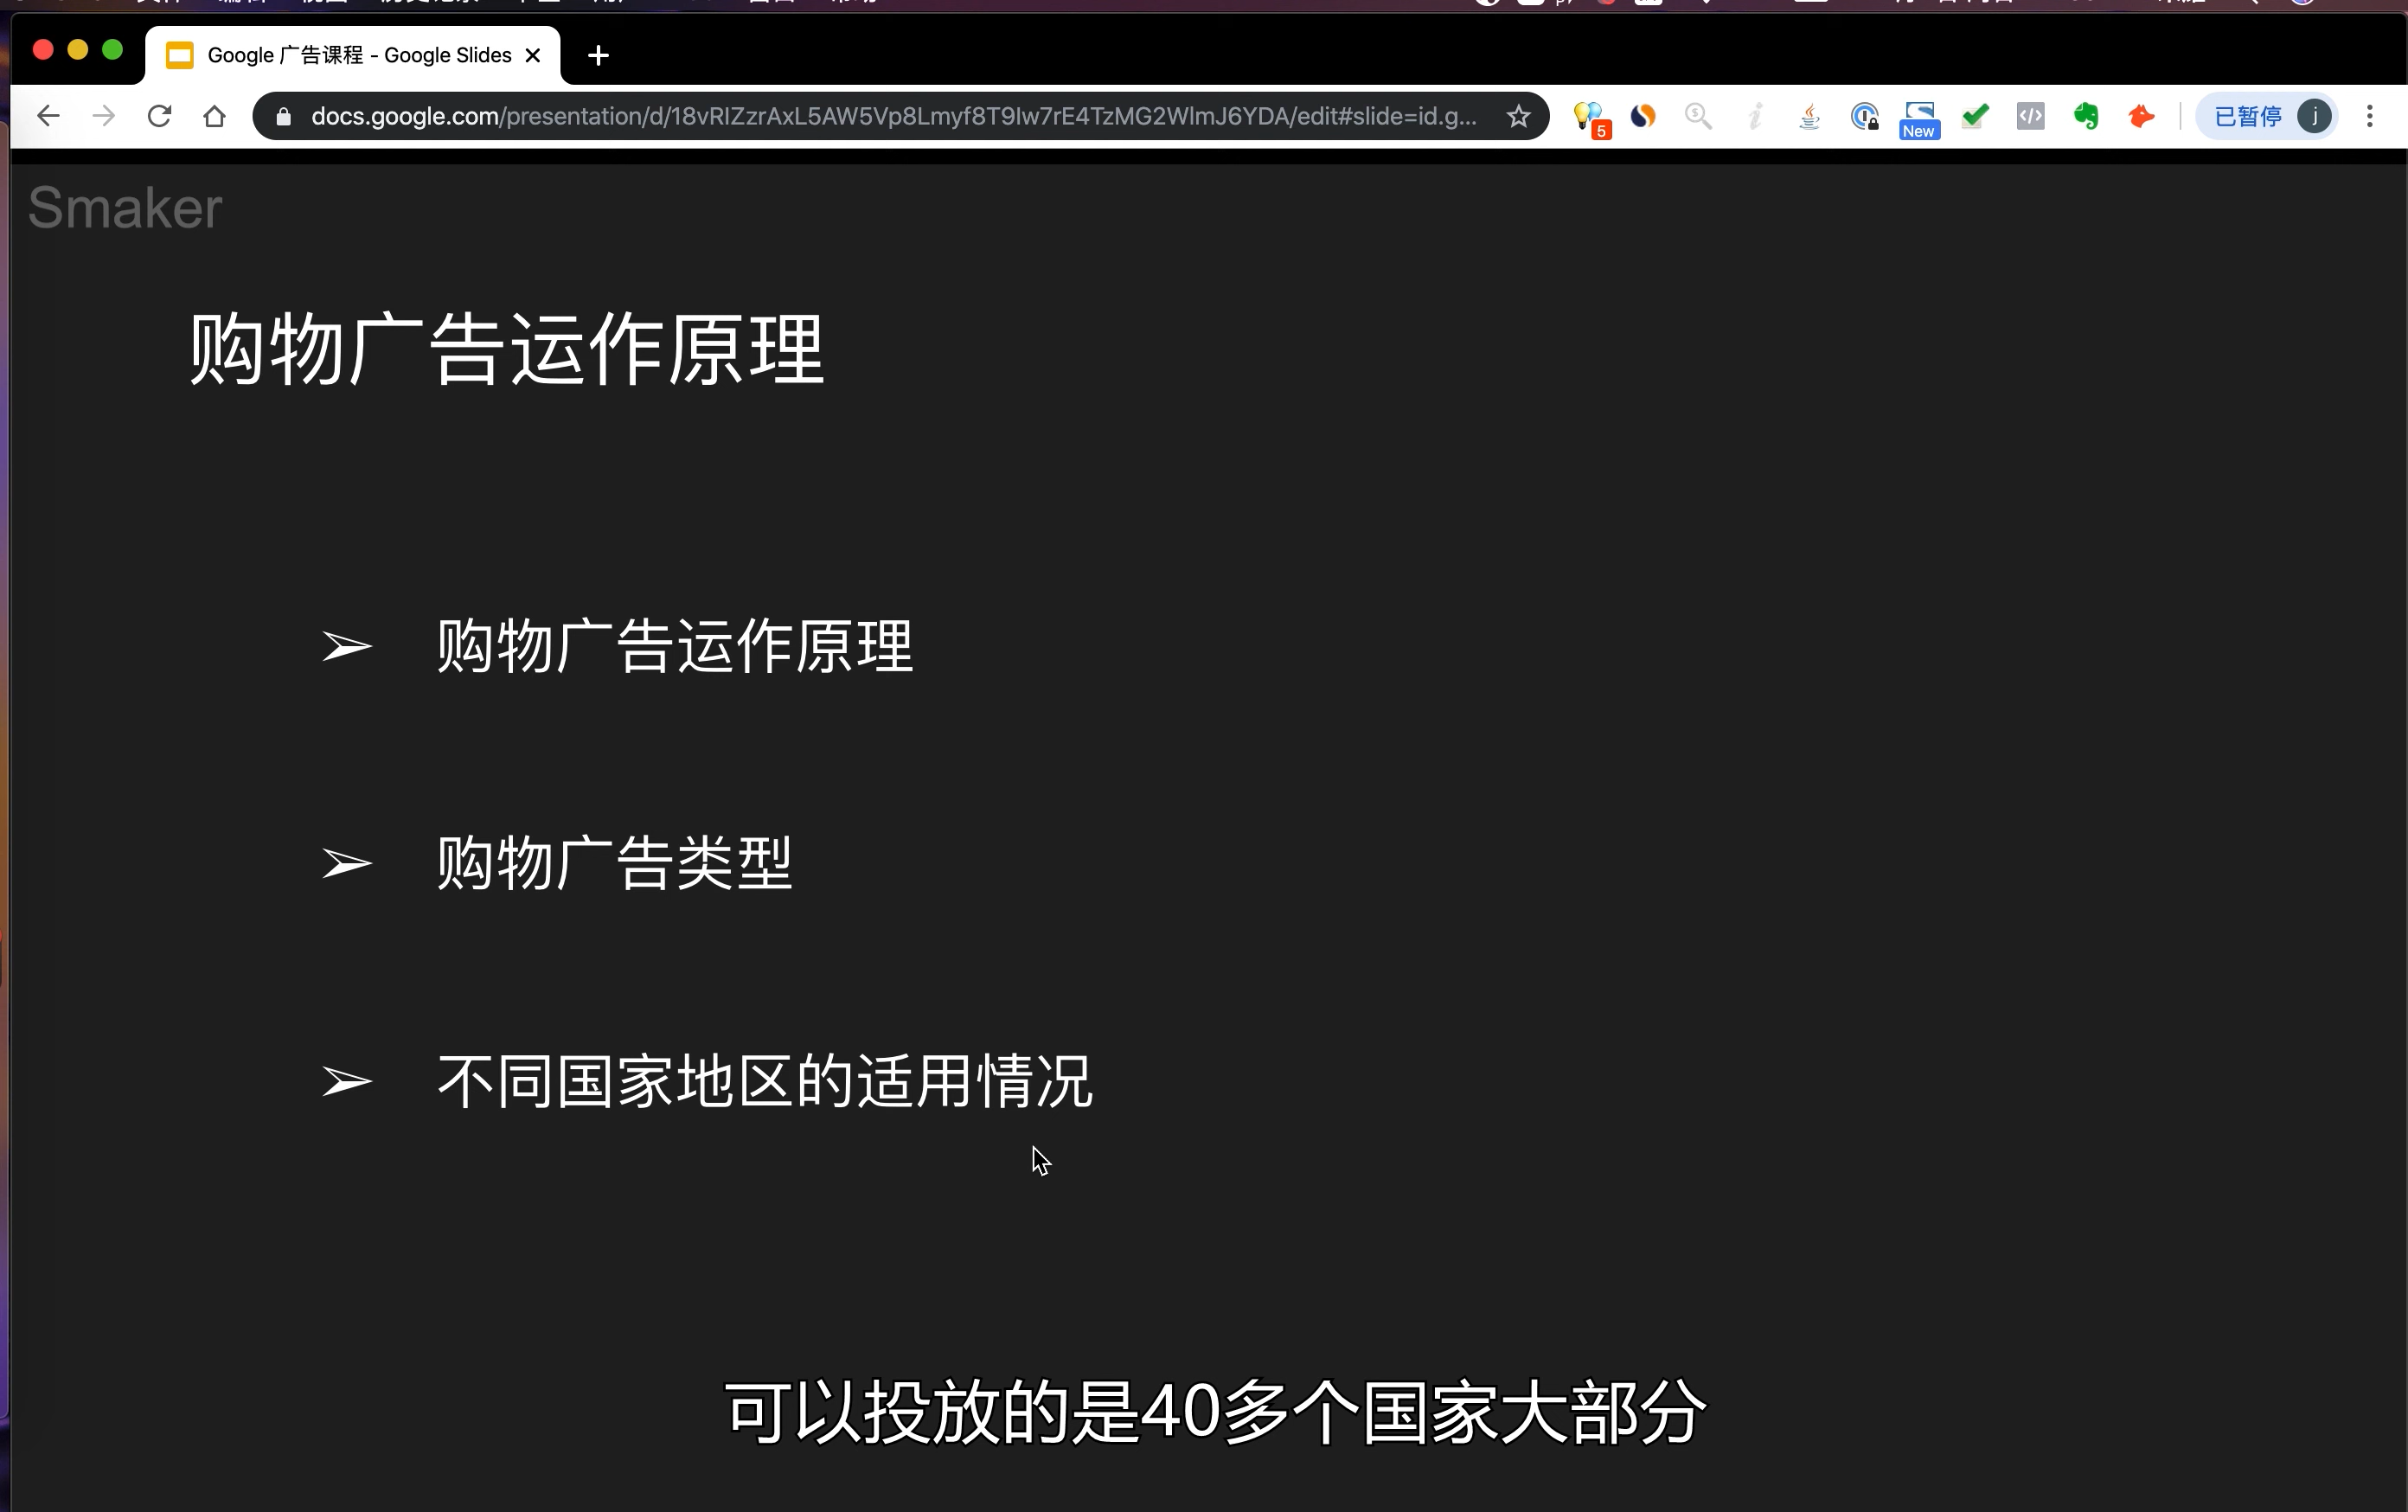 Google 广告课程 - Google Slides
docs.google.com/presentation/d/18vRIZzrAxL5AW5Vp8Lmyf8T9Iw7rE4TzMG2WlmJ6YDA/edit#slide=id.g...
5
New
已暂停
j
Smaker
购物广告运作原理
➢ 购物广告运作原理
➢ 购物广告类型
➢ 不同国家地区的适用情况
可以投放的是40多个国家大部分